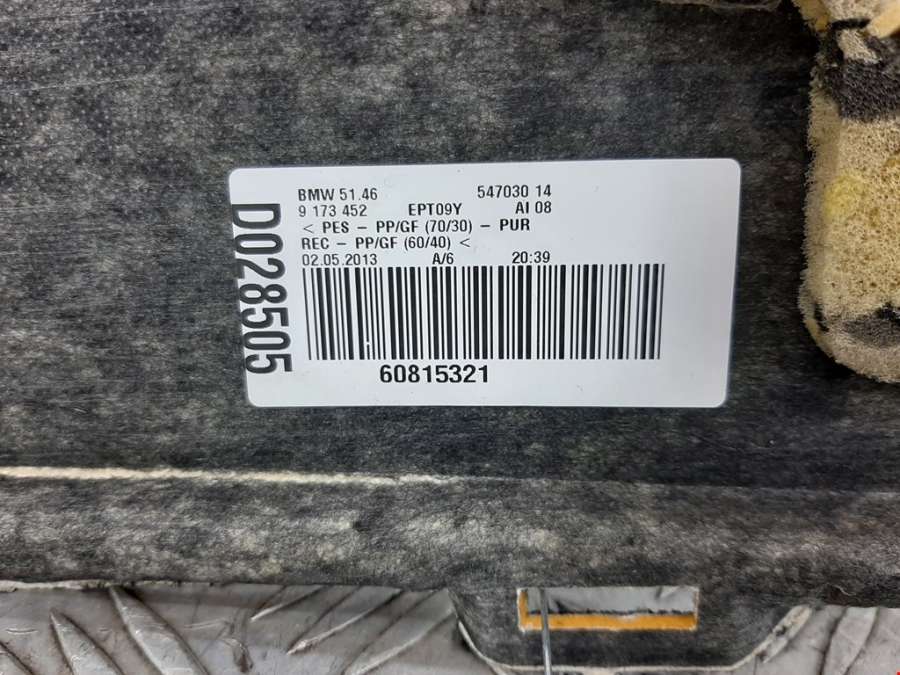 BMW 51.46 547030 14
9 173 452 EPT09Y AI 08
< PES - PP/GF (70/30) - PUR
REC - PP/GF (60/40) <
02.05.2013 A/6 20:39
60815321
D028505